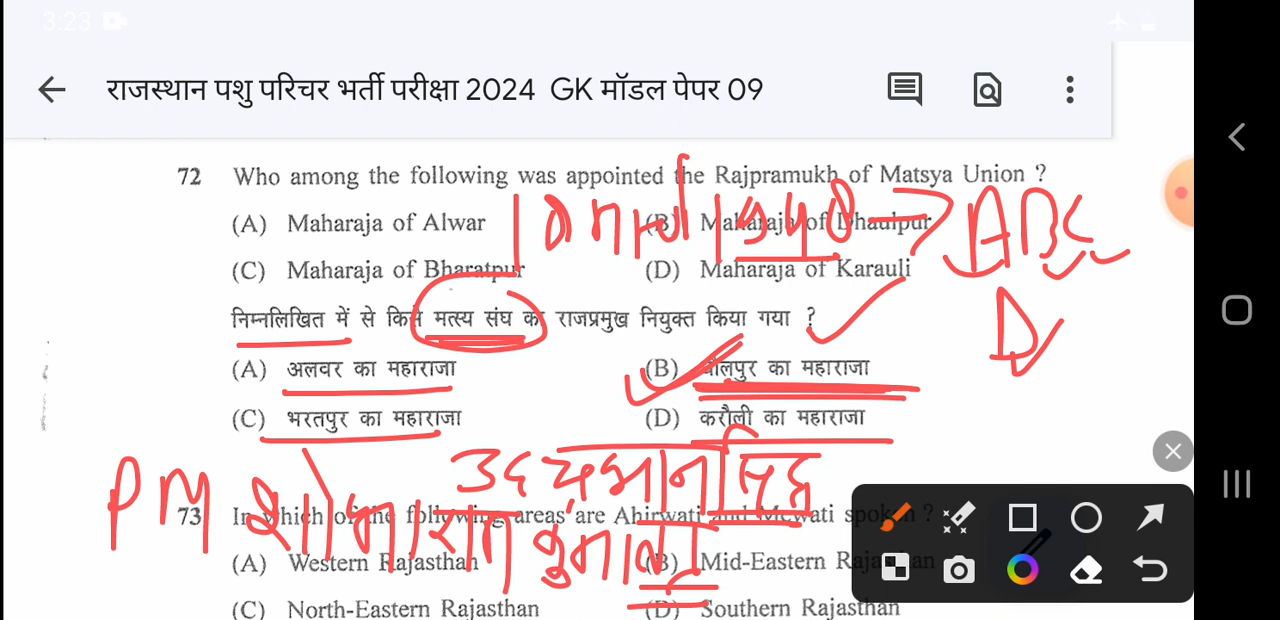 3:23
राजस्थान पशु परिचर भर्ती परीक्षा 2024 GK मॉडल पेपर 09
72 Who among the following was appointed the Rajpramukh of Matsya Union ?
(A) Maharaja of Alwar (B) Maharaja of Dhaulpur
(C) Maharaja of Bharatpur (D) Maharaja of Karauli
निम्नलिखित में से किसे मत्स्य संघ का राजप्रमुख नियुक्त किया गया ?
(A) अलवर का महाराजा (B) धौलपुर का महाराजा
(C) भरतपुर का महाराजा (D) करौली का महाराजा
ABC
D
उदयभान सिंह
PM शोभाराम कुमावत
73 In which of the following areas are Ahirwati and Mewati spoken ?
(A) Western Rajasthan (B) Mid-Eastern Rajasthan
(C) North-Eastern Rajasthan (D) Southern Rajasthan